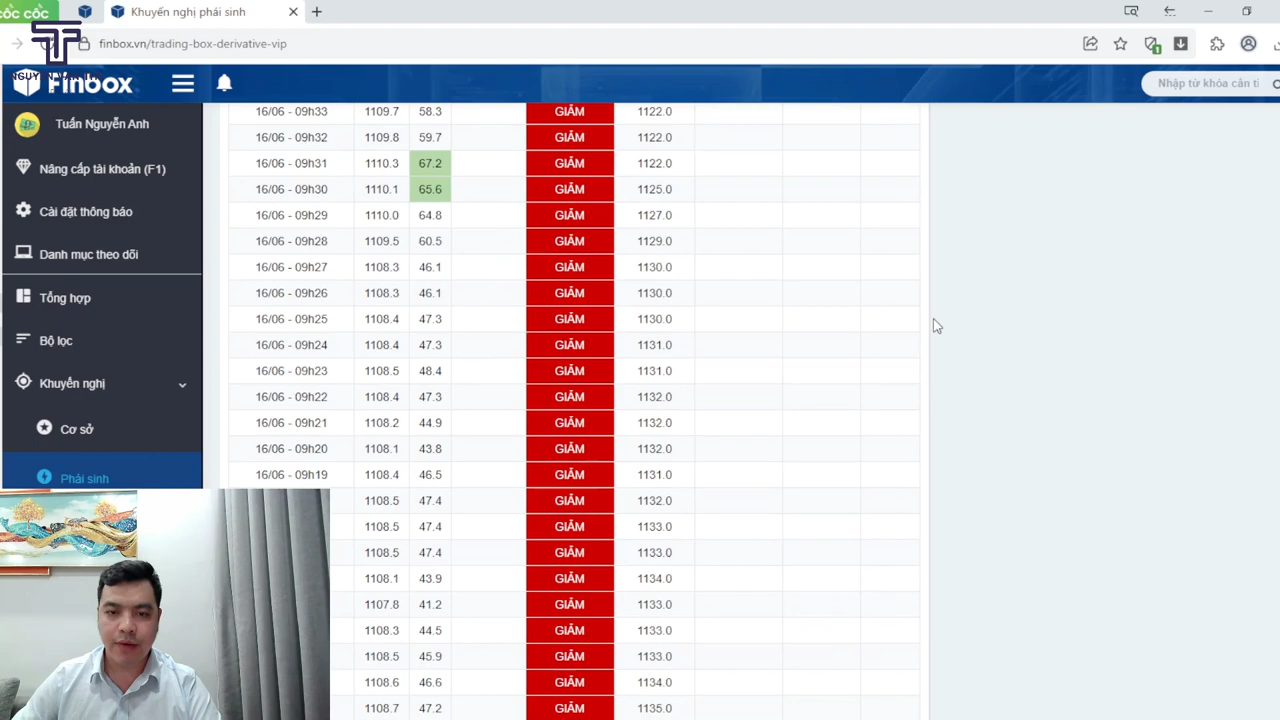 cốc cốc
Khuyến nghị phái sinh
finbox.vn/trading-box-derivative-vip
Finbox
Nhập từ khóa cần tì
Tuấn Nguyễn Anh
Nâng cấp tài khoản (F1)
Cài đặt thông báo
Danh mục theo dõi
Tổng hợp
Bộ lọc
Khuyến nghị
Cơ sở
Phái sinh
16/06 - 09h33 1109.7 58.3 GIẢM 1122.0
16/06 - 09h32 1109.8 59.7 GIẢM 1122.0
16/06 - 09h31 1110.3 67.2 GIẢM 1122.0
16/06 - 09h30 1110.1 65.6 GIẢM 1125.0
16/06 - 09h29 1110.0 64.8 GIẢM 1127.0
16/06 - 09h28 1109.5 60.5 GIẢM 1129.0
16/06 - 09h27 1108.3 46.1 GIẢM 1130.0
16/06 - 09h26 1108.3 46.1 GIẢM 1130.0
16/06 - 09h25 1108.4 47.3 GIẢM 1130.0
16/06 - 09h24 1108.4 47.3 GIẢM 1131.0
16/06 - 09h23 1108.5 48.4 GIẢM 1131.0
16/06 - 09h22 1108.4 47.3 GIẢM 1132.0
16/06 - 09h21 1108.2 44.9 GIẢM 1132.0
16/06 - 09h20 1108.1 43.8 GIẢM 1132.0
16/06 - 09h19 1108.4 46.5 GIẢM 1131.0
1108.5 47.4 GIẢM 1132.0
1108.5 47.4 GIẢM 1133.0
1108.5 47.4 GIẢM 1133.0
1108.1 43.9 GIẢM 1134.0
1107.8 41.2 GIẢM 1133.0
1108.3 44.5 GIẢM 1133.0
1108.5 45.9 GIẢM 1133.0
1108.6 46.6 GIẢM 1134.0
1108.7 47.2 GIẢM 1135.0